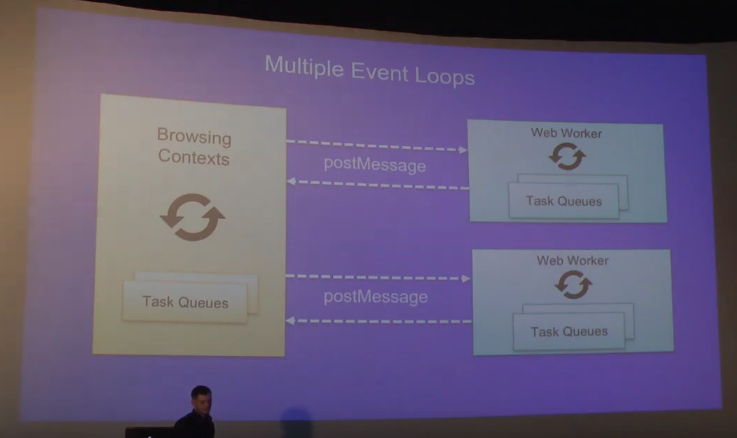 Multiple Event Loops
Browsing
Contexts
Task Queues
postMessage
postMessage
Web Worker
Task Queues
Web Worker
Task Queues